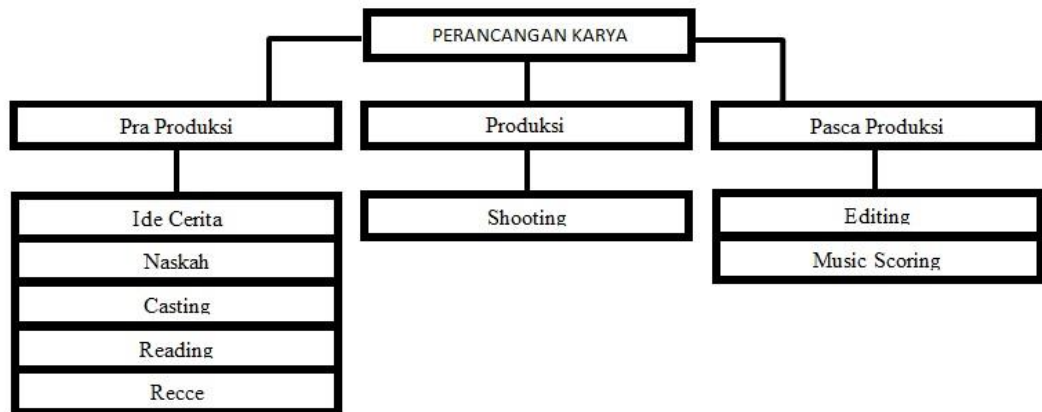 PERANCANGAN KARYA
Pra Produksi
Produksi
Pasca Produksi
Ide Cerita
Naskah
Casting
Reading
Recce
Shooting
Editing
Music Scoring